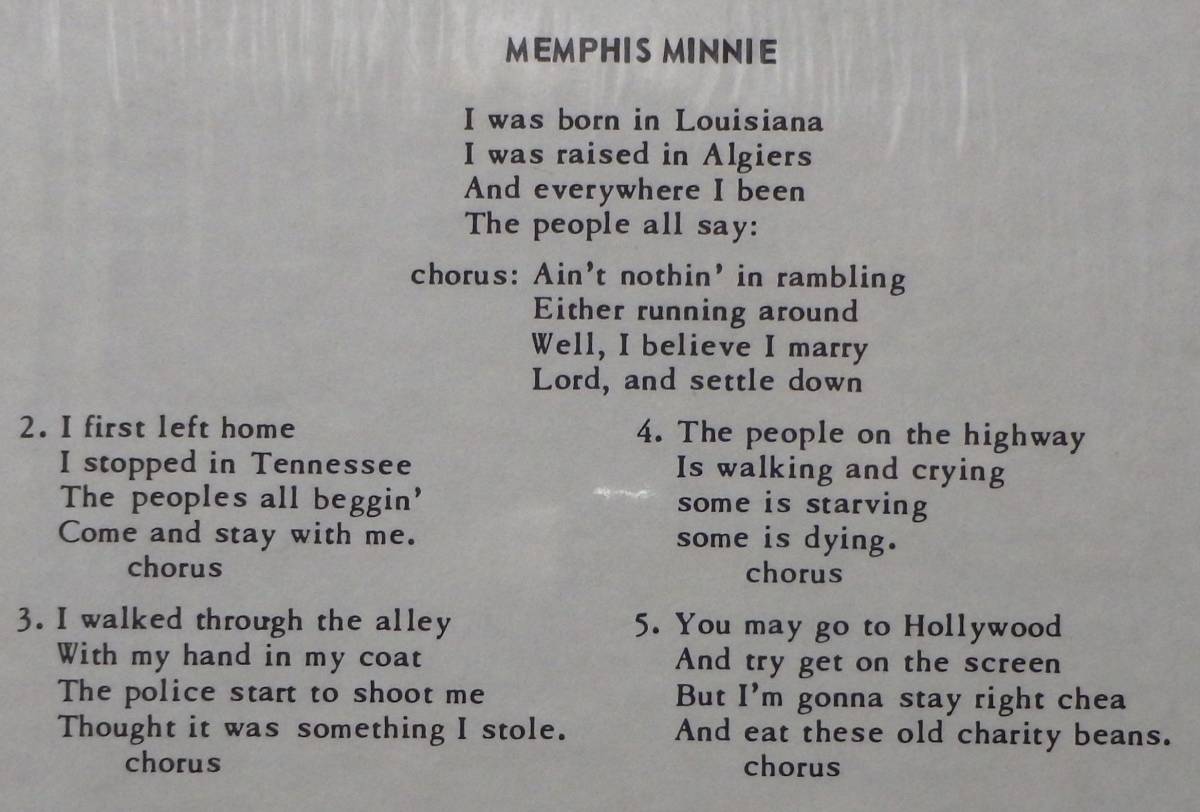 MEMPHIS MINNIE
I was born in Louisiana
I was raised in Algiers
And everywhere I been
The people all say:
chorus: Ain't nothin' in rambling
Either running around
Well, I believe I marry
Lord, and settle down
2. I first left home
I stopped in Tennessee
The peoples all beggin'
Come and stay with me.
chorus
3. I walked through the alley
With my hand in my coat
The police start to shoot me
Thought it was something I stole.
chorus
4. The people on the highway
Is walking and crying
some is starving
some is dying.
chorus
5. You may go to Hollywood
And try get on the screen
But I'm gonna stay right chea
And eat these old charity beans.
chorus